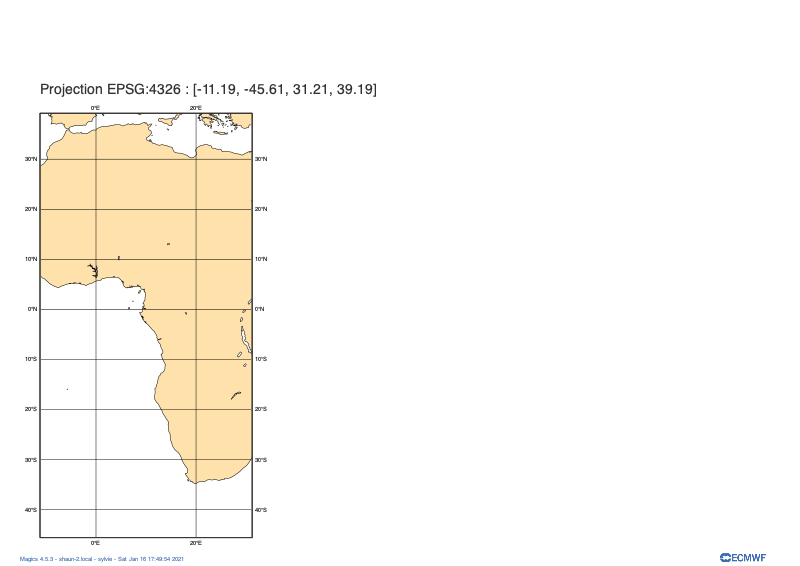 Projection EPSG:4326 : [-11.19, -45.61, 31.21, 39.19]
0°E 20°E
30°N 30°N
20°N 20°N
10°N 10°N
0°N 0°N
10°S 10°S
20°S 20°S
30°S 30°S
40°S 40°S
0°E 20°E
Magics 4.5.3 - shaun-2.local - sylvie - Sat Jan 16 17:49:54 2021
ECMWF